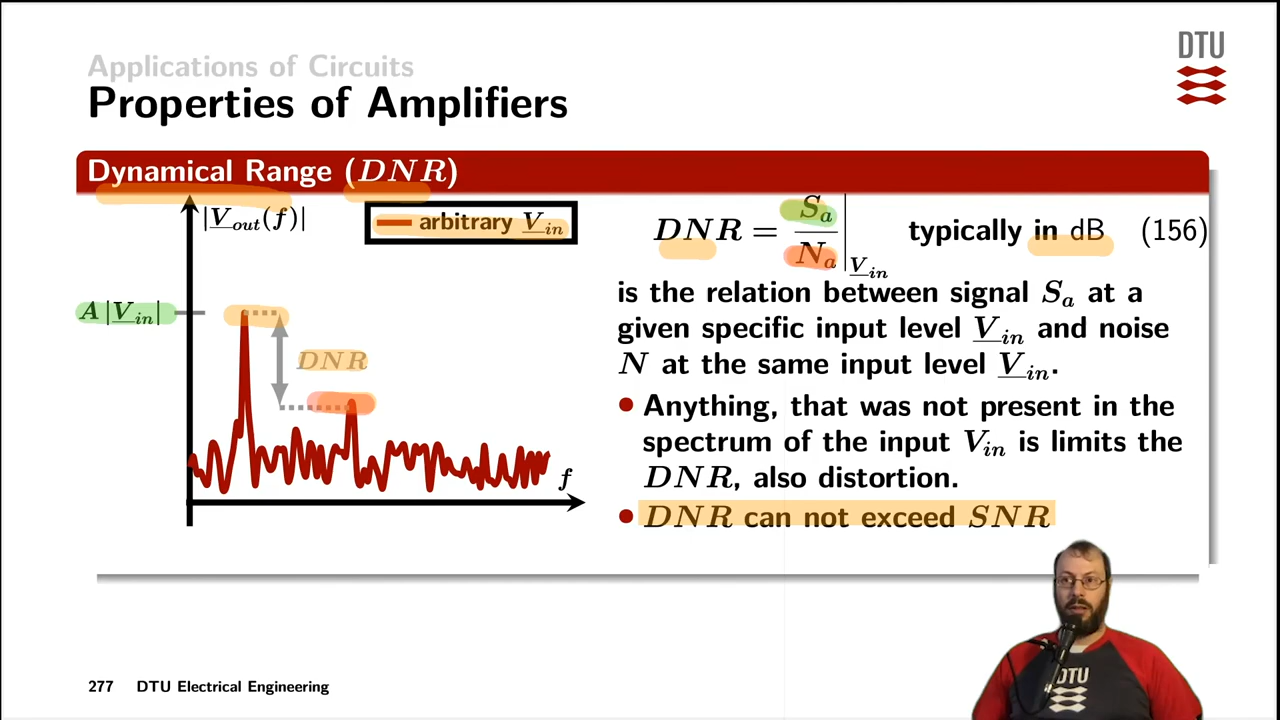 Applications of Circuits
DTU
Properties of Amplifiers
Dynamical Range (DNR)
|V_out(f)|
arbitrary V_in
A|V_in|
DNR
f
DNR = S_a / N_a |_V_in typically in dB (156)
is the relation between signal S_a at a
given specific input level V_in and noise
N at the same input level V_in.
• Anything, that was not present in the
spectrum of the input V_in is limits the
DNR, also distortion.
• DNR can not exceed SNR
DTU
277 DTU Electrical Engineering